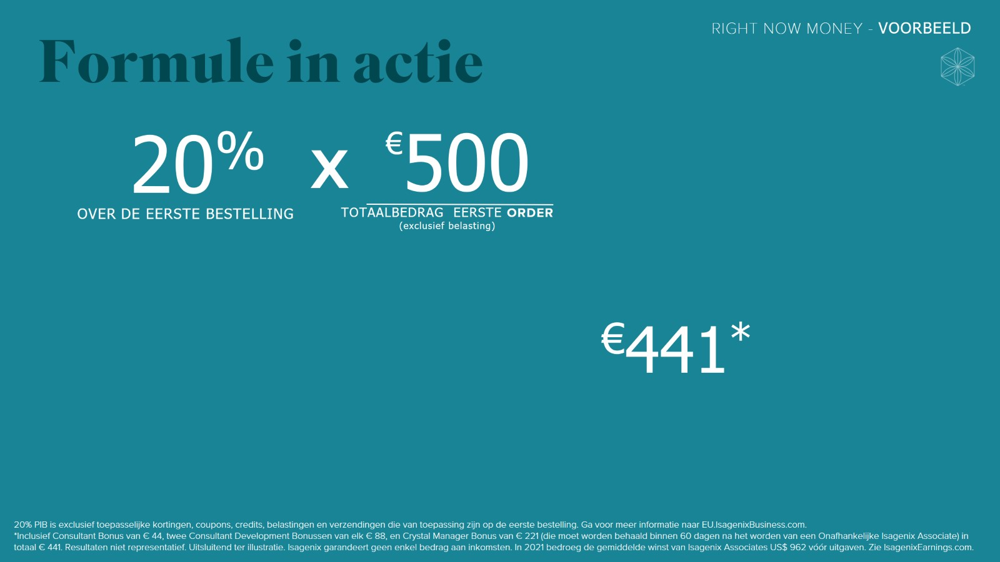 RIGHT NOW MONEY - VOORBEELD
Formule in actie
20% x €500
OVER DE EERSTE BESTELLING
TOTAALBEDRAG EERSTE ORDER
(exclusief belasting)
€441*
20% PIB is exclusief toepasselijke kortingen, coupons, credits, belastingen en verzendingen die van toepassing zijn op de eerste bestelling. Ga voor meer informatie naar EU.IsagenixBusiness.com.
*Inclusief Consultant Bonus van € 44, twee Consultant Development Bonussen van elk € 88, en Crystal Manager Bonus van € 221 (die moet worden behaald binnen 60 dagen na het worden van een Onafhankelijke Isagenix Associate) in
totaal € 441. Resultaten niet representatief. Uitsluitend ter illustratie. Isagenix garandeert geen enkel bedrag aan inkomsten. In 2021 bedroeg de gemiddelde winst van Isagenix Associates US$ 962 vóór uitgaven. Zie IsagenixEarnings.com.